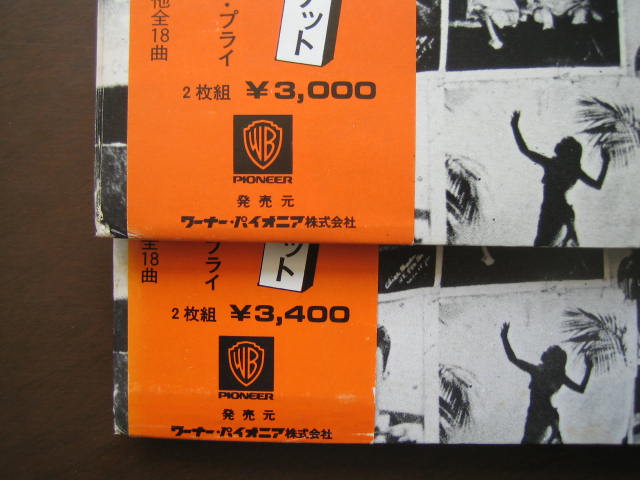 他全18曲
・プライ
ット
2枚組 ¥3,000
WB
PIONEER
発売元
ワーナー・パイオニア株式会社
全18曲
プライ
ット
2枚組 ¥3,400
WB
PIONEER
発売元
ワーナー・パイオニア株式会社